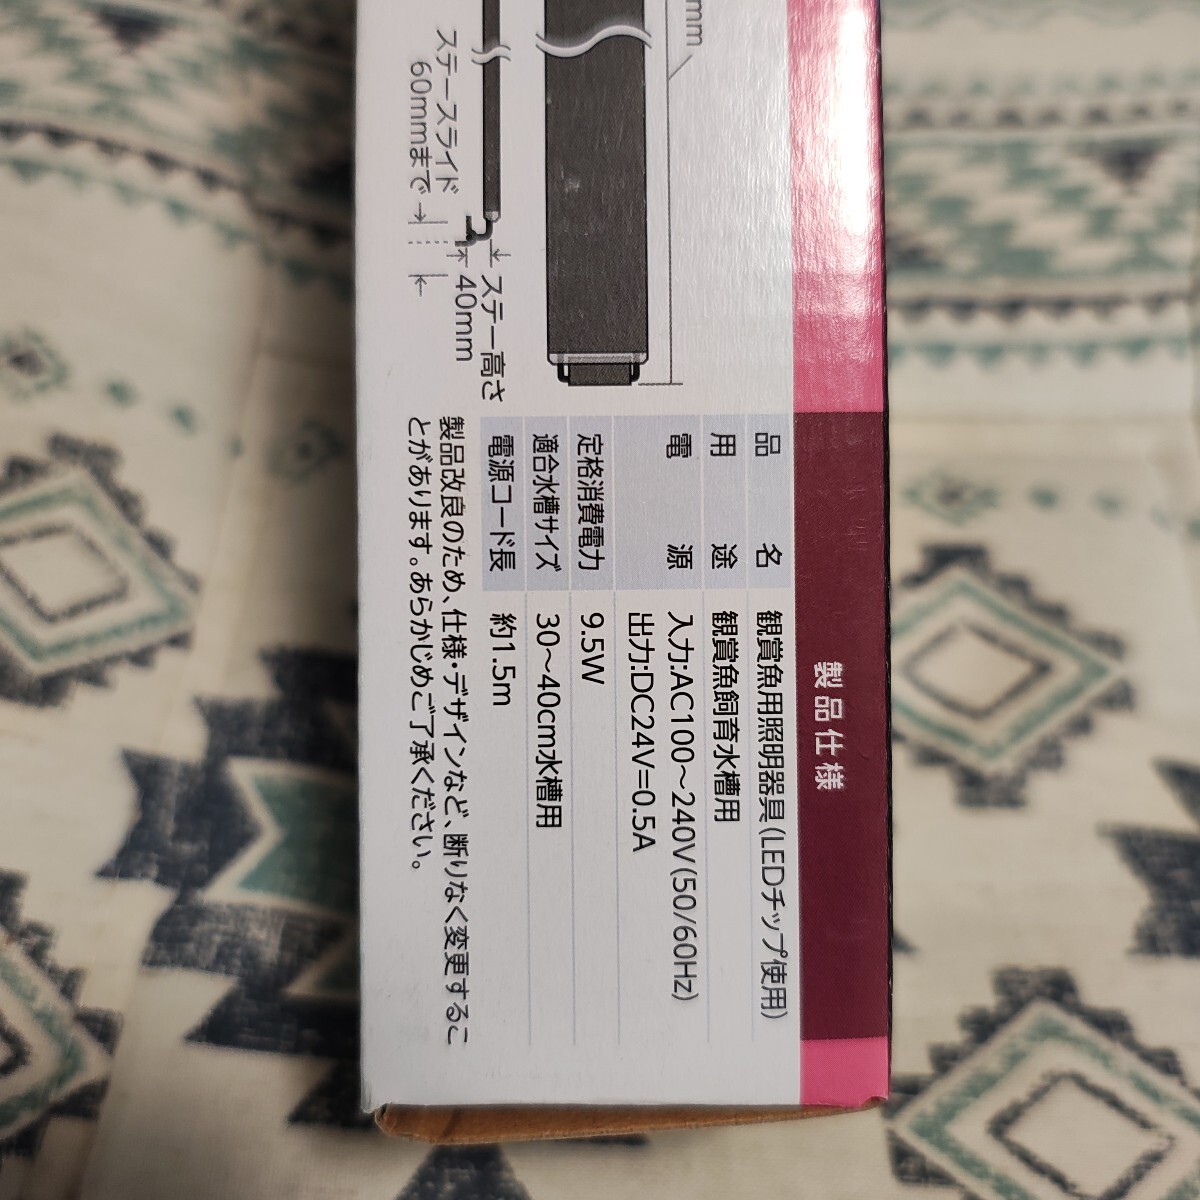 mm
ステースライド
60mmまで
ステー高さ
40mm
製品仕様
品名 観賞魚用照明器具(LEDチップ使用)
用途 観賞魚飼育水槽用
電源 入力:AC100～240V(50/60Hz)
出力:DC24V=0.5A
定格消費電力 9.5W
適合水槽サイズ 30～40cm水槽用
電源コード長 約1.5m
製品改良のため、仕様・デザインなど、断りなく変更するこ
とがあります。あらかじめご了承ください。